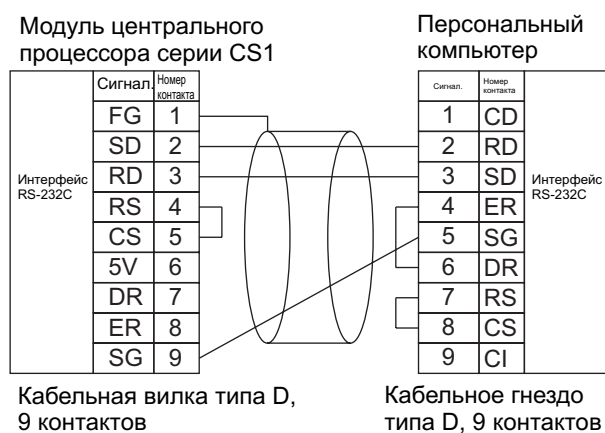 Модуль центрального
процессора серии CS1
Персональный
компьютер
Сигнал. Номер контакта
FG 1
SD 2
RD 3
RS 4
CS 5
5V 6
DR 7
ER 8
SG 9
Интерфейс
RS-232C
Сигнал. Номер контакта
1 CD
2 RD
3 SD
4 ER
5 SG
6 DR
7 RS
8 CS
9 CI
Интерфейс
RS-232C
Кабельная вилка типа D,
9 контактов
Кабельное гнездо
типа D, 9 контактов